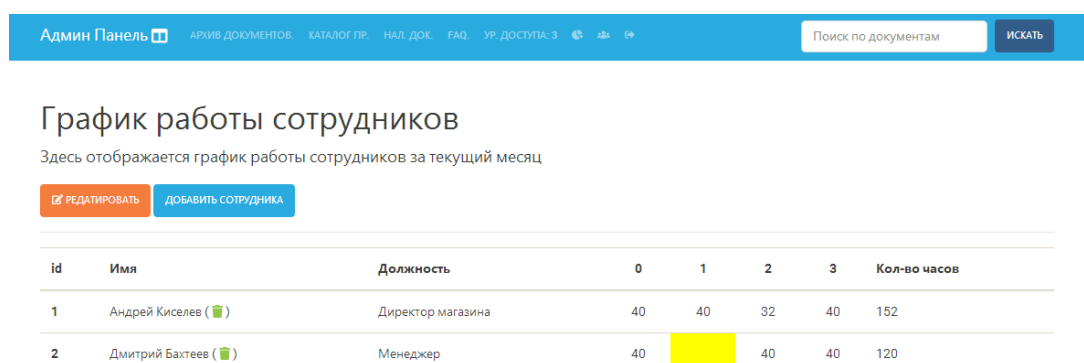 Админ Панель АРХИВ ДОКУМЕНТОВ. КАТАЛОГ ПР. НАЛ. ДОК. FAQ. УР. ДОСТУПА: 3 Поиск по документам ИСКАТЬ
График работы сотрудников
Здесь отображается график работы сотрудников за текущий месяц
РЕДАТИРОВАТЬ ДОБАВИТЬ СОТРУДНИКА
id Имя Должность 0 1 2 3 Кол-во часов
1 Андрей Киселев ( ) Директор магазина 40 40 32 40 152
2 Дмитрий Бахтеев ( ) Менеджер 40 40 40 120